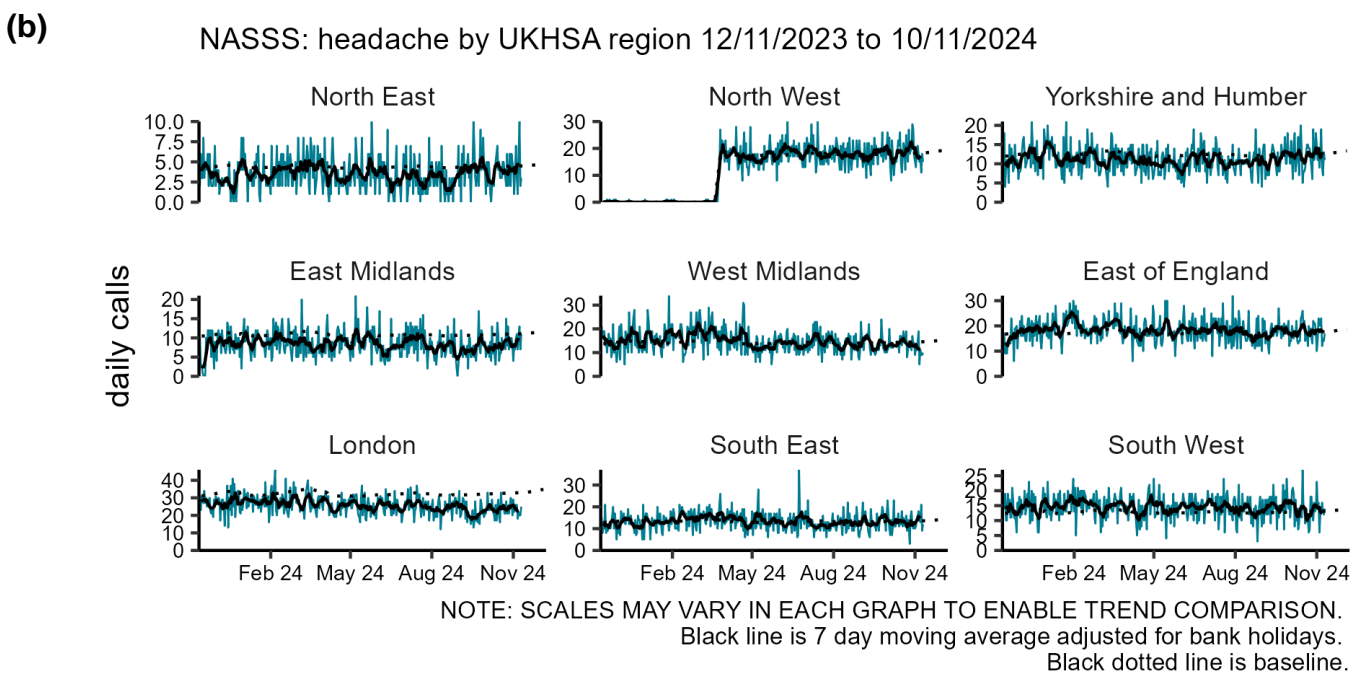 (b)
NASSS: headache by UKHSA region 12/11/2023 to 10/11/2024
daily calls
North East
10.0
7.5
5.0
2.5
0.0
North West
30
20
10
0
Yorkshire and Humber
20
15
10
5
0
East Midlands
20
15
10
5
0
West Midlands
30
20
10
0
East of England
30
20
10
0
London
40
30
20
10
0
Feb 24 May 24 Aug 24 Nov 24
South East
30
20
10
0
Feb 24 May 24 Aug 24 Nov 24
South West
25
20
15
10
5
0
Feb 24 May 24 Aug 24 Nov 24
NOTE: SCALES MAY VARY IN EACH GRAPH TO ENABLE TREND COMPARISON.
Black line is 7 day moving average adjusted for bank holidays.
Black dotted line is baseline.